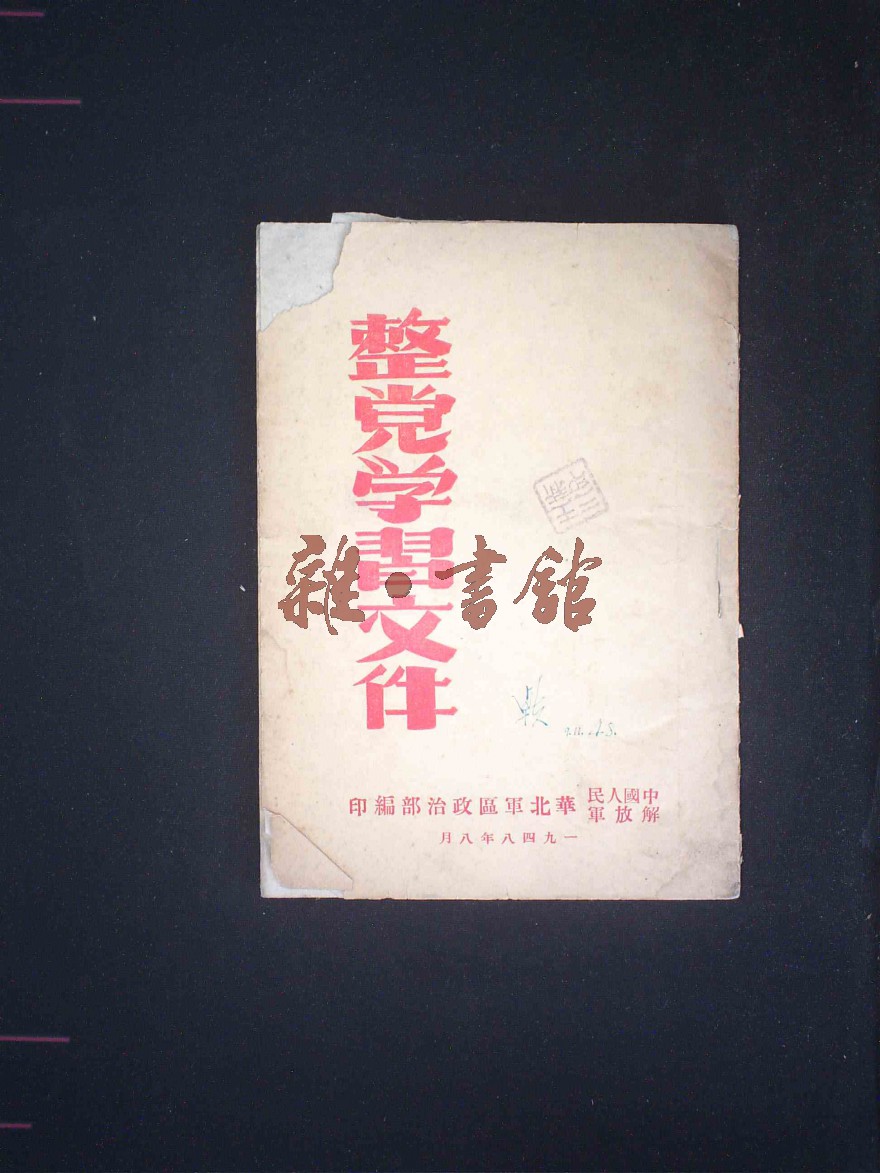 整党学習文件
雜·書館
中國人民
解放軍
華北軍區政治部編印
一九四八年八月